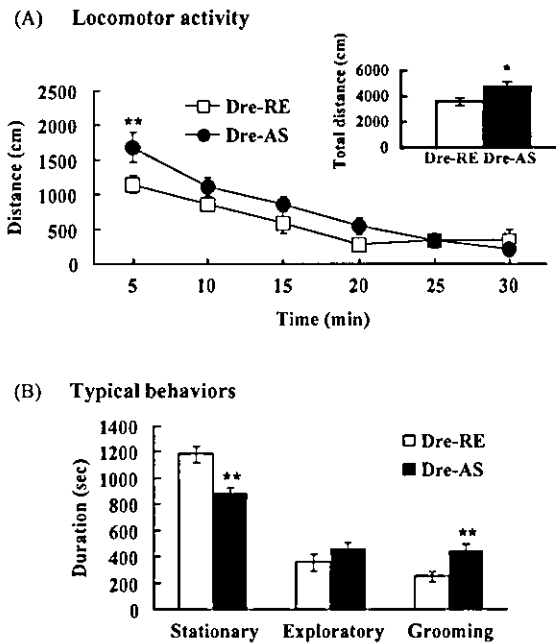 (A) Locomotor activity
Distance (cm)
2500
2000
1500
1000
500
0
**
Dre-RE
Dre-AS
5 10 15 20 25 30
Time (min)
Total distance (cm)
6000
4000
2000
0
*
Dre-RE Dre-AS
(B) Typical behaviors
Duration (sec)
1400
1200
1000
800
600
400
200
0
**
**
Dre-RE
Dre-AS
Stationary Exploratory Grooming